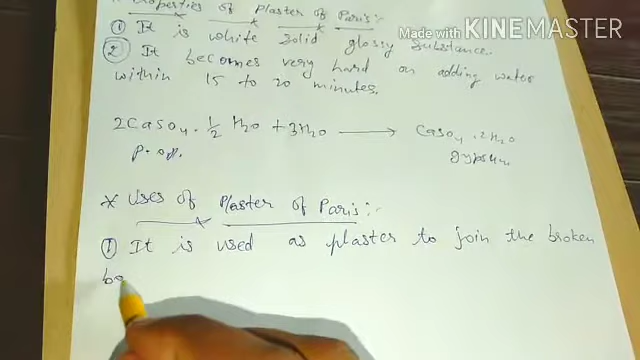 Properties of Plaster of Paris:-
Made with KINEMASTER
① It is white solid glossy substance.
② It becomes very hard on adding water
within 15 to 20 minutes.
2CaSO4. 1/2 H2O + 3H2O → CaSO4.2H2O
P.O.P. gypsum
* Uses of Plaster of Paris:-
① It is used as plaster to join the broken
bo